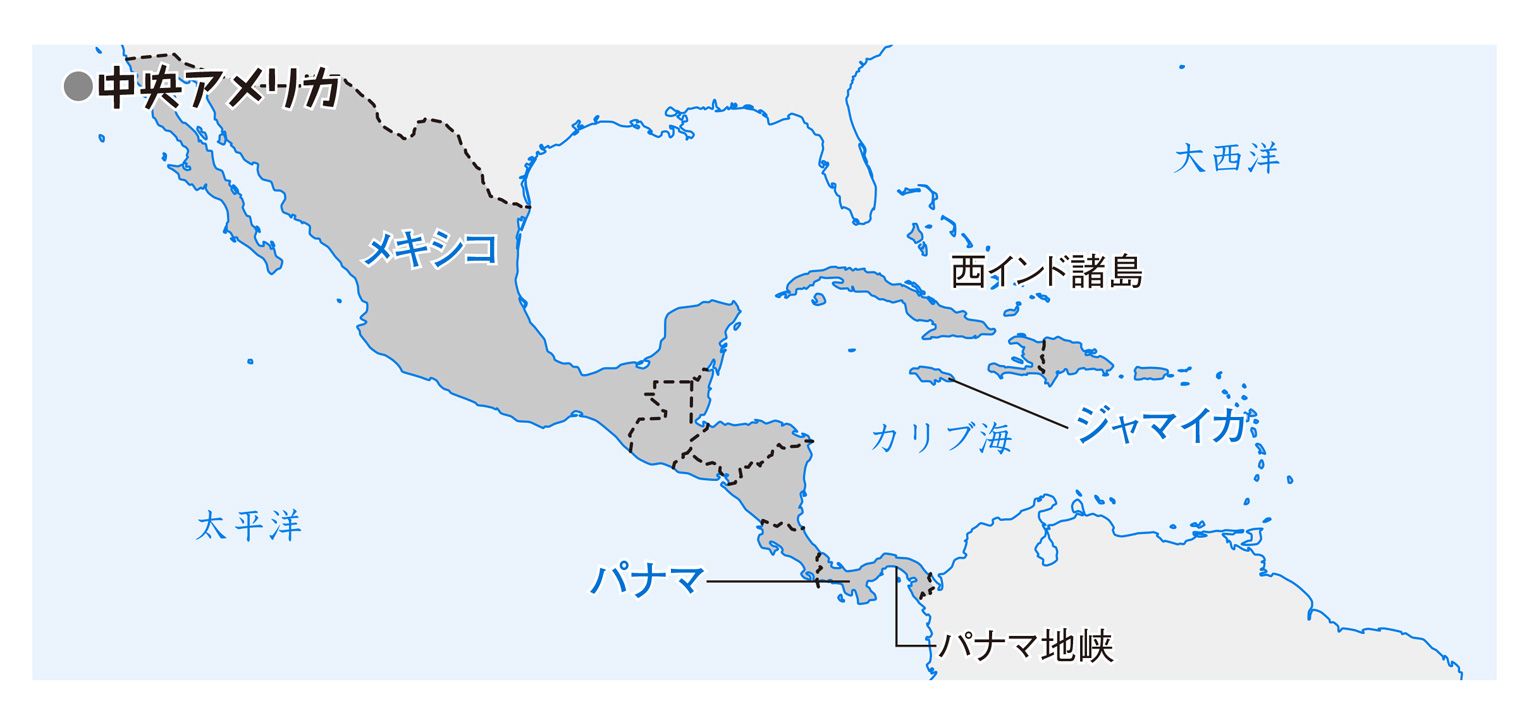 ●中央アメリカ
大西洋
メキシコ
西インド諸島
ジャマイカ
カリブ海
太平洋
パナマ
パナマ地峡